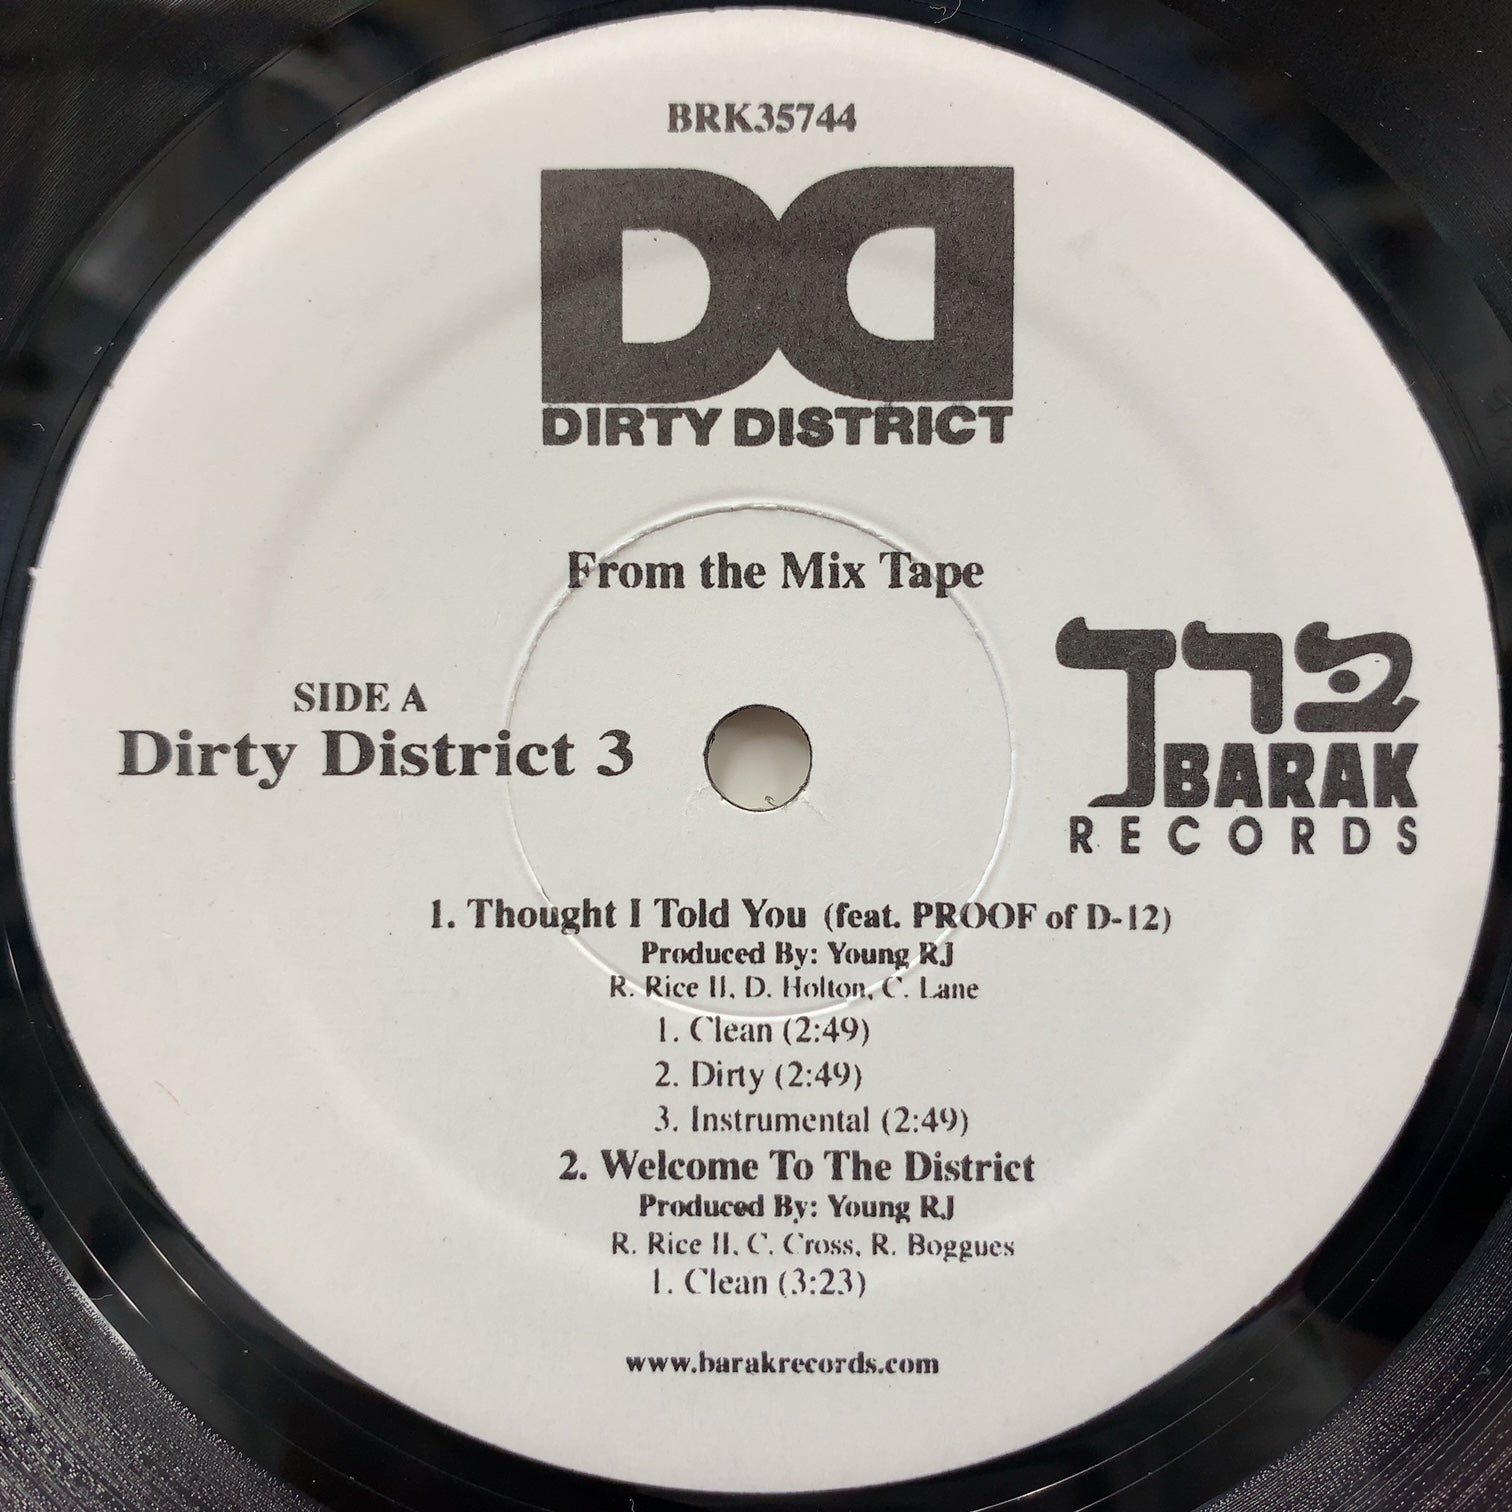 BRK35744
DD
DIRTY DISTRICT
From the Mix Tape
SIDE A
Dirty District 3
ברך
BARAK
RECORDS
1. Thought I Told You (feat. PROOF of D-12)
Produced By: Young RJ
R. Rice II, D. Holton, C. Lane
1. Clean (2:49)
2. Dirty (2:49)
3. Instrumental (2:49)
2. Welcome To The District
Produced By: Young RJ
R. Rice II, C. Cross, R. Boggues
1. Clean (3:23)
www.barakrecords.com